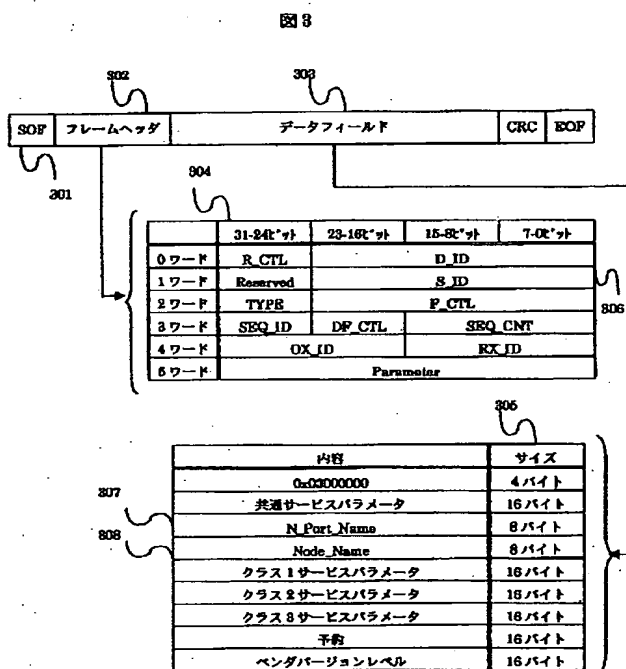 図3
302
303
SOF フレームヘッダ データフィールド CRC EOF
301
304
31-24ビット 23-16ビット 15-8ビット 7-0ビット
0ワード R_CTL D_ID
1ワード Reserved S_ID
2ワード TYPE F_CTL
306
3ワード SEQ_ID DF_CTL SEQ_CNT
4ワード OX_ID RX_ID
5ワード Parameter
305
内容 サイズ
0x03000000 4バイト
307
共通サービスパラメータ 16バイト
N_Port_Name 8バイト
308
Node_Name 8バイト
クラス1サービスパラメータ 16バイト
クラス2サービスパラメータ 16バイト
クラス3サービスパラメータ 16バイト
予約 16バイト
ベンダバージョンレベル 16バイト